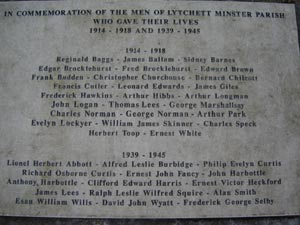 IN COMMEMORATION OF THE MEN OF LYTCHETT MINSTER PARISH
WHO GAVE THEIR LIVES
1914 - 1918 AND 1939 - 1945
1914 - 1918
Reginald Baggs - James Ballam - Sidney Barnes
Edgar Brocklehurst - Fred Brocklehurst - Edward Brown
Frank Budden - Christopher Churchouse - Bernard Chilcott
Francis Cutler - Leonard Edwards - James Giles
Frederick Hawkins - Arthur Hibbs - Arthur Longman
John Logan - Thomas Lees - George Marshallsay
Charles Norman - George Norman - Arthur Park
Evelyn Lockyer - William James Skinner - Charles Speck
Herbert Toop - Ernest White
1939 - 1945
Lionel Herbert Abbott - Alfred Leslie Burbidge - Philip Evelyn Curtis
Richard Osborne Curtis - Ernest John Fancy - John Harbottle
Anthony Harbottle - Clifford Edward Harris - Ernest Victor Heckford
James Lees - Ralph Leslie Wilfred Squire - Alan Smith
Esau William Wills - David John Wyatt - Frederick George Selby